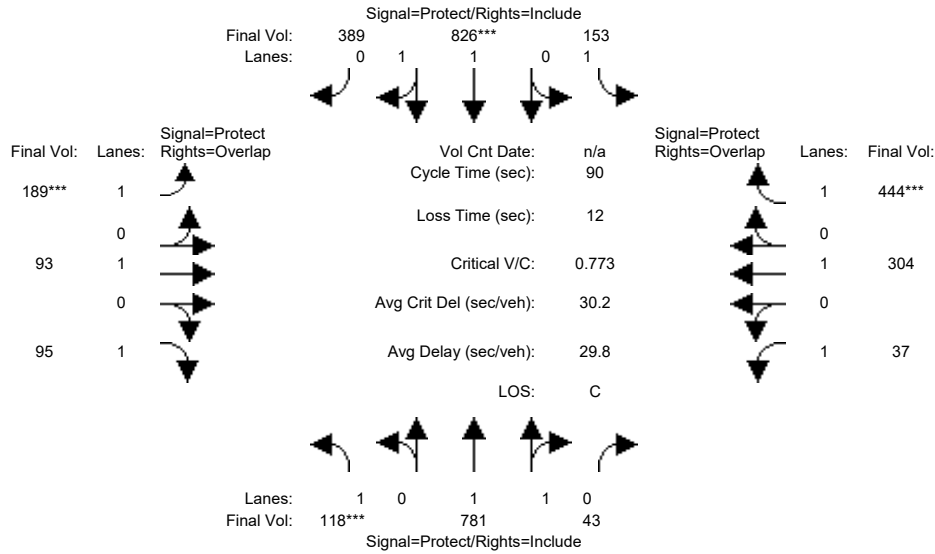 Signal=Protect/Rights=Include
Final Vol: 389 826*** 153
Lanes: 0 1 1 0 1
Signal=Protect Signal=Protect
Final Vol: Lanes: Rights=Overlap Vol Cnt Date: n/a Rights=Overlap Lanes: Final Vol:
Cycle Time (sec): 90
189*** 1 1 444***
Loss Time (sec): 12
0 0
93 1 Critical V/C: 0.773 1 304
0 Avg Crit Del (sec/veh): 30.2 0
95 1 Avg Delay (sec/veh): 29.8 1 37
LOS: C
Lanes: 1 0 1 1 0
Final Vol: 118*** 781 43
Signal=Protect/Rights=Include